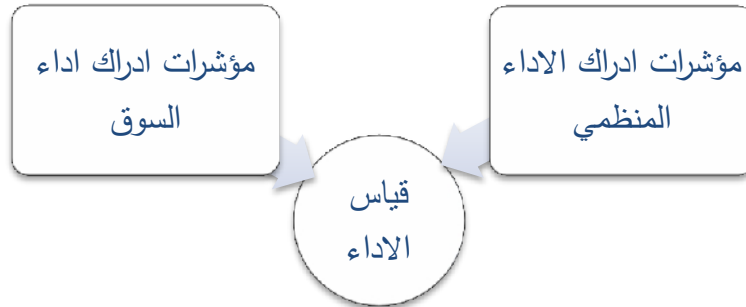 مؤشرات ادراك الاداء
المنظمي
مؤشرات ادراك اداء
السوق
قياس
الاداء